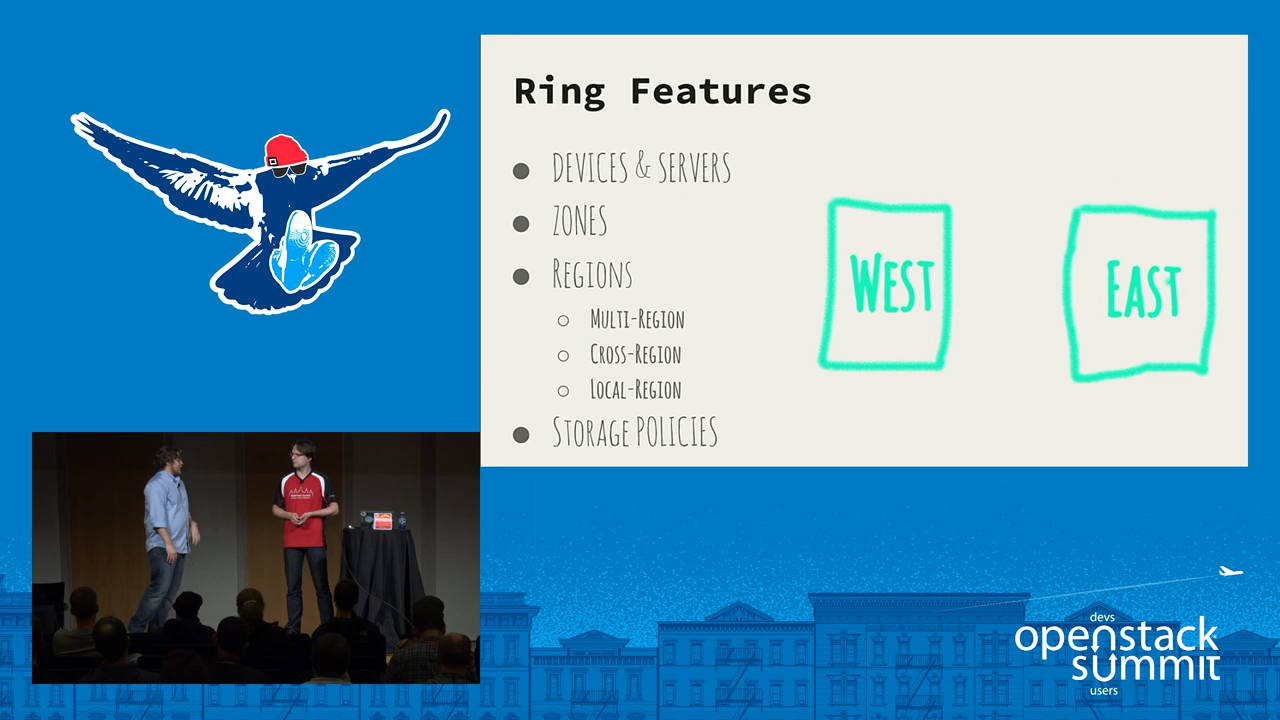 Ring Features
DEVICES & SERVERS
ZONES
REGIONS
MULTI-REGION
CROSS-REGION
LOCAL-REGION
STORAGE POLICIES
WEST
EAST
devs
openstack
summit
users